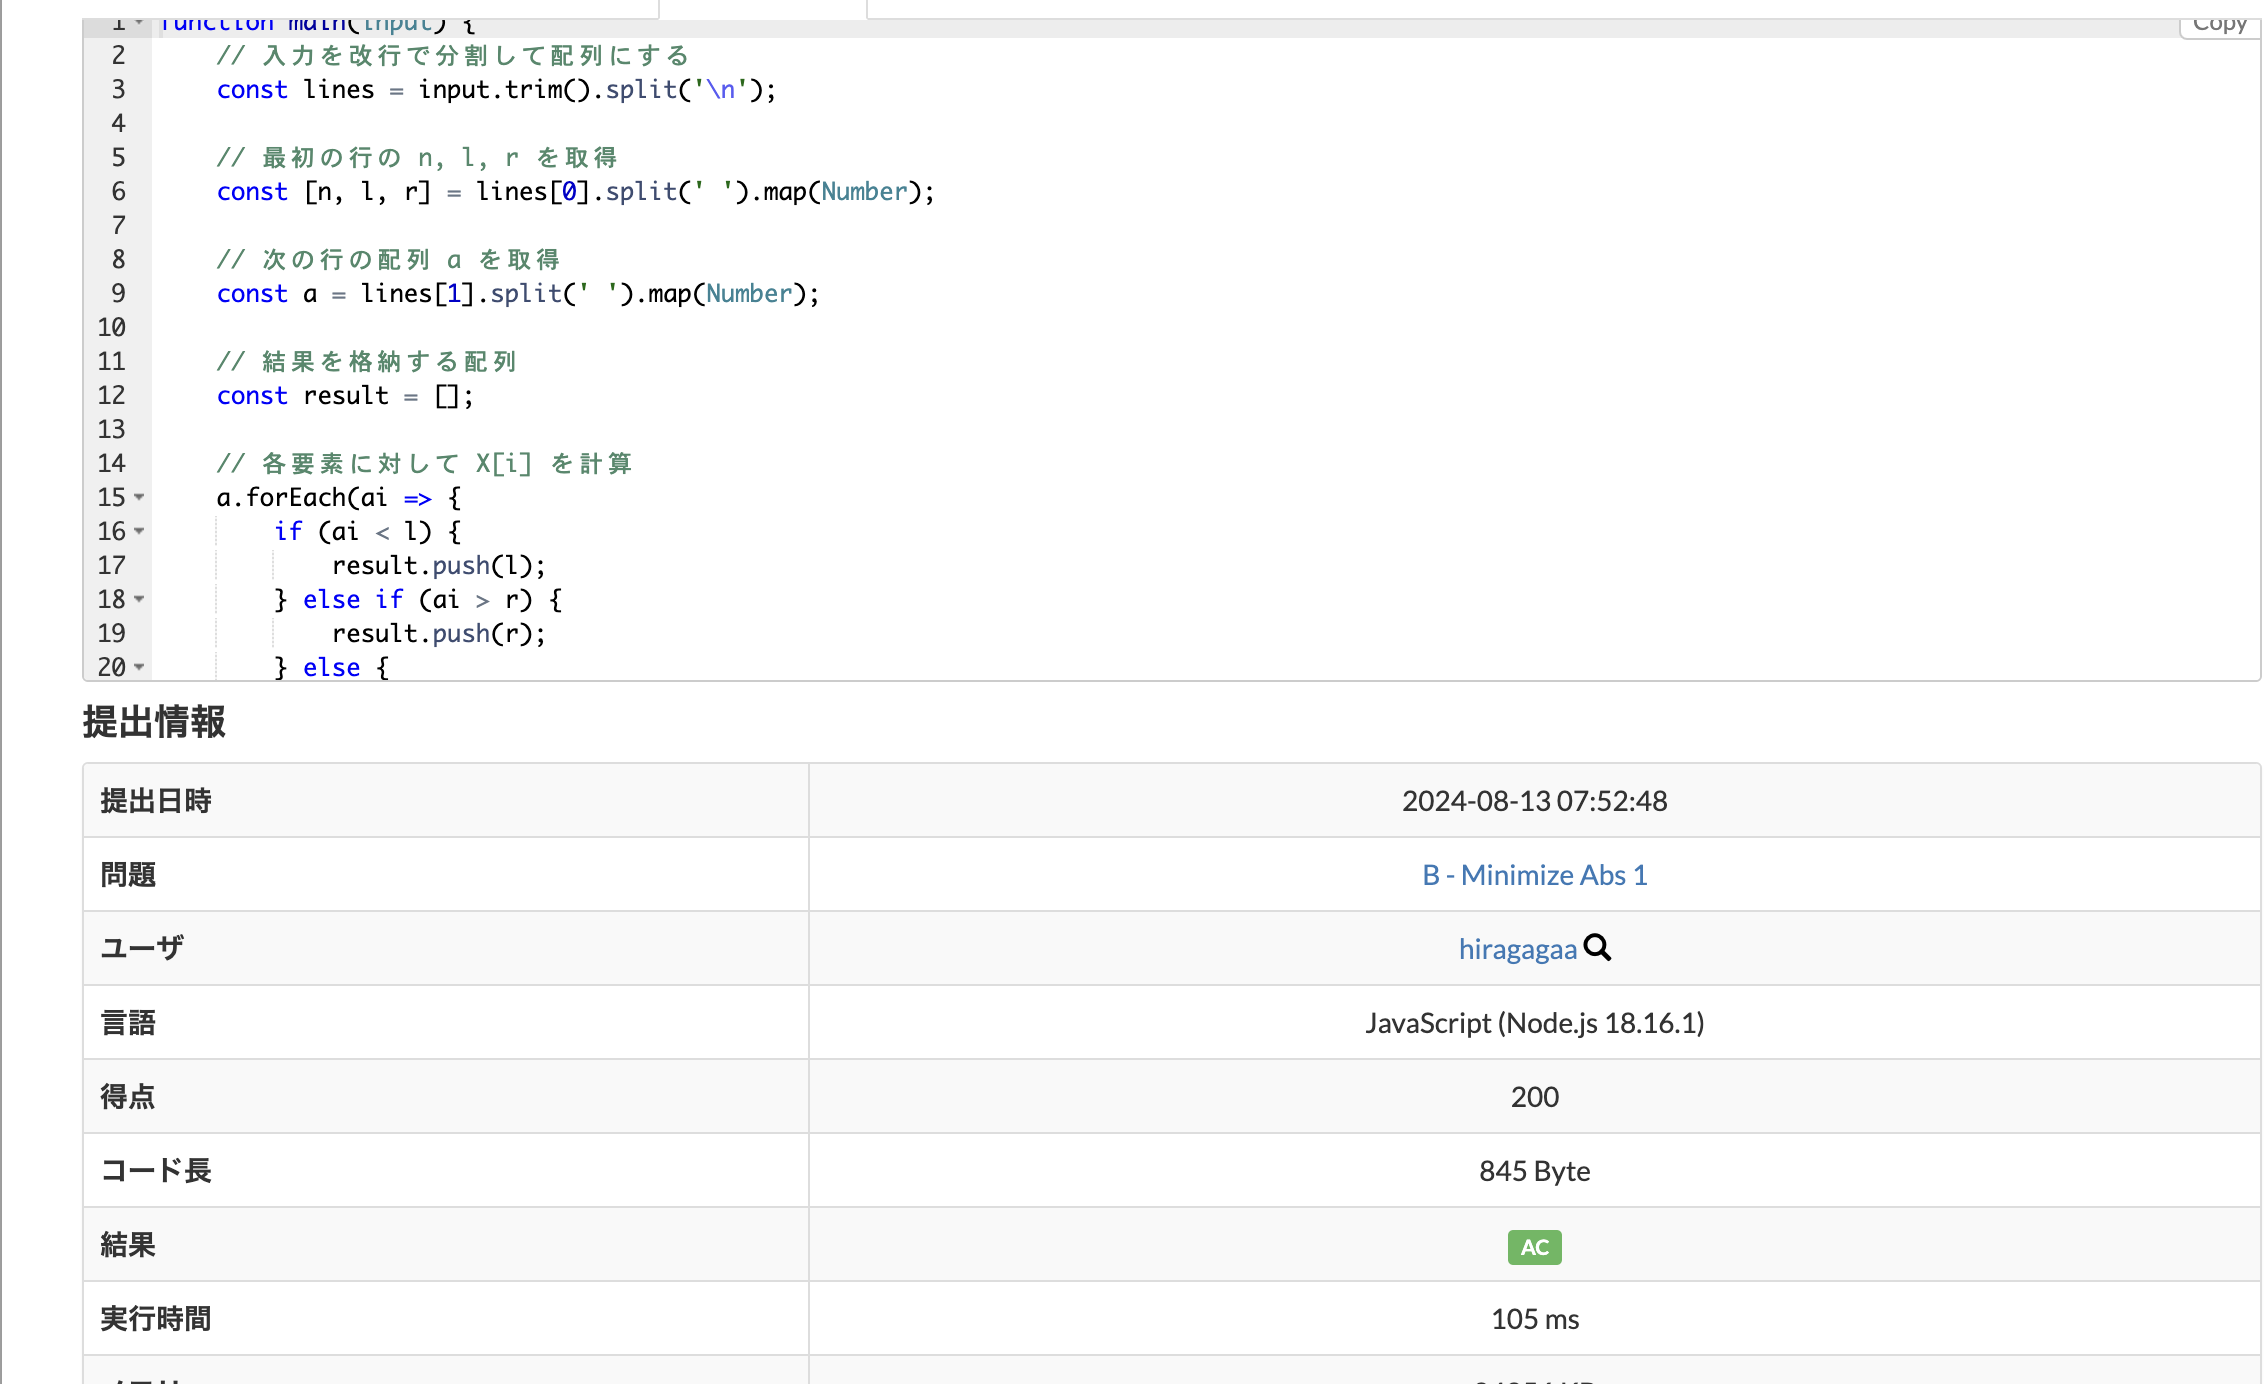 1 function main(input) {
Copy
2 // 入力を改行で分割して配列にする
3 const lines = input.trim().split('\n');
4
5 // 最初の行の n, l, r を取得
6 const [n, l, r] = lines[0].split(' ').map(Number);
7
8 // 次の行の配列 a を取得
9 const a = lines[1].split(' ').map(Number);
10
11 // 結果を格納する配列
12 const result = [];
13
14 // 各要素に対して X[i] を計算
15 a.forEach(ai => {
16 if (ai < l) {
17 result.push(l);
18 } else if (ai > r) {
19 result.push(r);
20 } else {
提出情報
提出日時 2024-08-13 07:52:48
問題 B - Minimize Abs 1
ユーザ hiragagaa
言語 JavaScript (Node.js 18.16.1)
得点 200
コード長 845 Byte
結果 AC
実行時間 105 ms